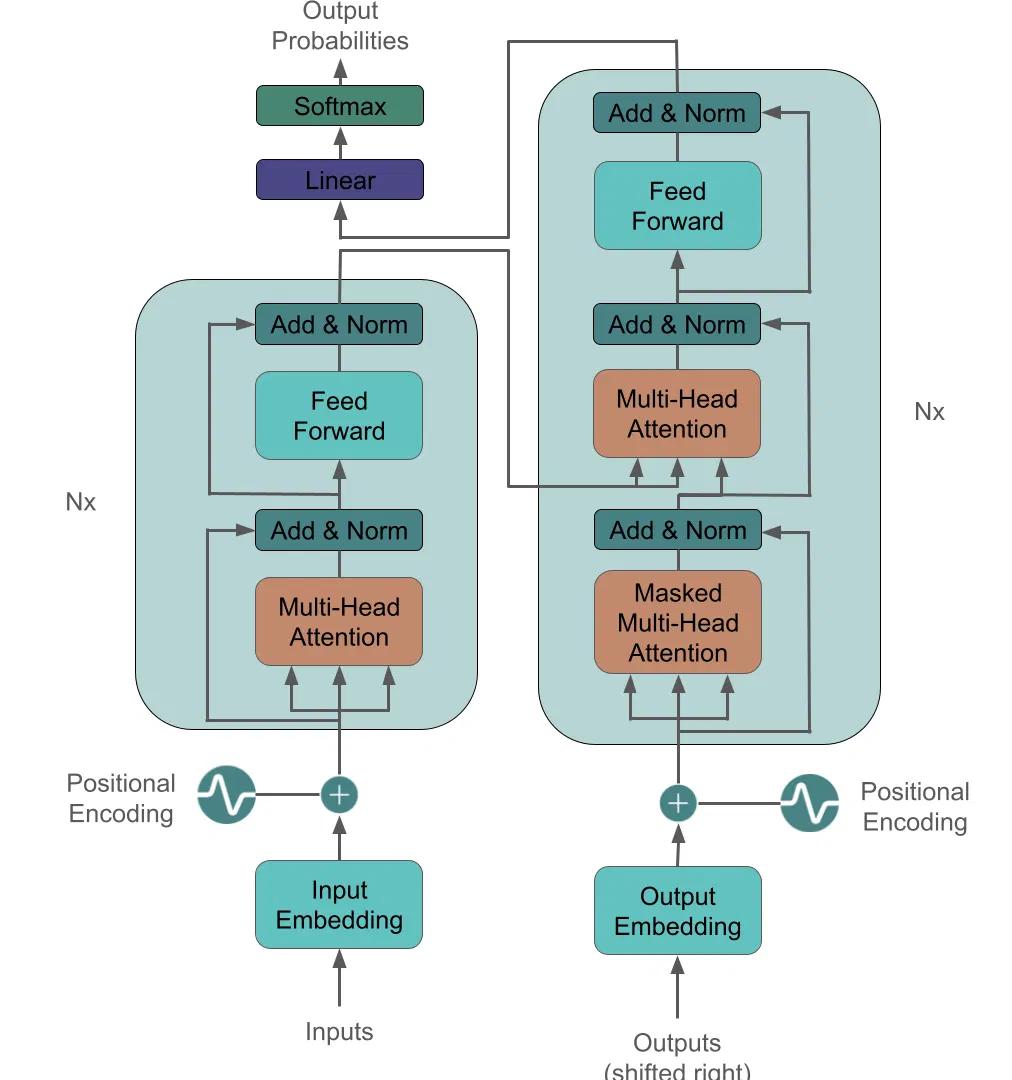 Output
Probabilities
Softmax
Linear
Add & Norm
Feed
Forward
Add & Norm
Multi-Head
Attention
Nx
Positional
Encoding
Input
Embedding
Inputs
Add & Norm
Feed
Forward
Add & Norm
Multi-Head
Attention
Add & Norm
Masked
Multi-Head
Attention
Nx
Positional
Encoding
Output
Embedding
Outputs
(shifted right)